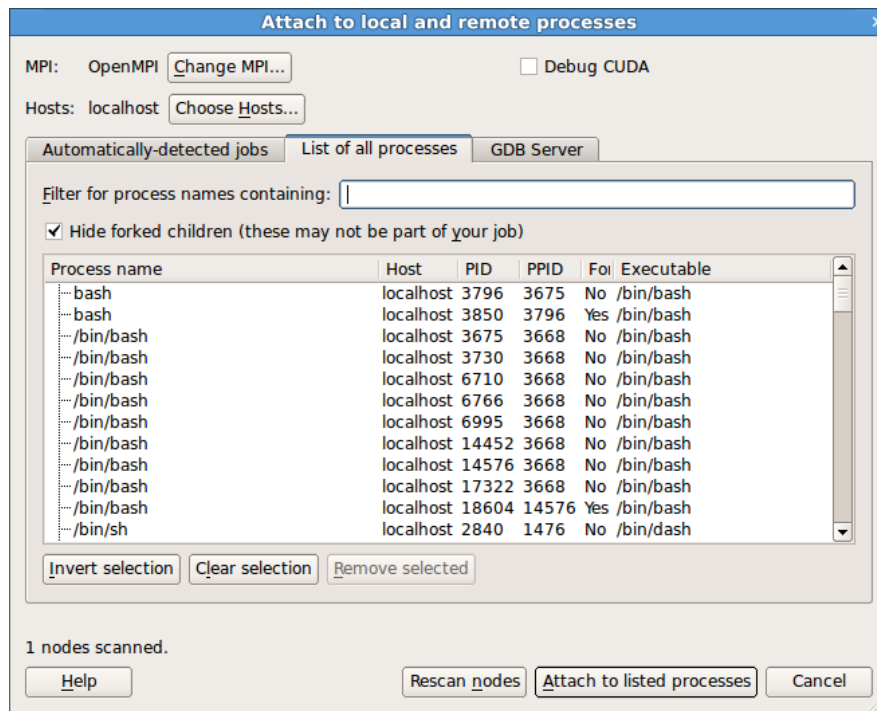 Attach to local and remote processes
MPI: OpenMPI Change MPI... Debug CUDA
Hosts: localhost Choose Hosts...
Automatically-detected jobs List of all processes GDB Server
Filter for process names containing:
Hide forked children (these may not be part of your job)
Process name Host PID PPID For Executable
bash localhost 3796 3675 No /bin/bash
bash localhost 3850 3796 Yes /bin/bash
/bin/bash localhost 3675 3668 No /bin/bash
/bin/bash localhost 3730 3668 No /bin/bash
/bin/bash localhost 6710 3668 No /bin/bash
/bin/bash localhost 6766 3668 No /bin/bash
/bin/bash localhost 6995 3668 No /bin/bash
/bin/bash localhost 14452 3668 No /bin/bash
/bin/bash localhost 14576 3668 No /bin/bash
/bin/bash localhost 17322 3668 No /bin/bash
/bin/bash localhost 18604 14576 Yes /bin/bash
/bin/sh localhost 2840 1476 No /bin/dash
Invert selection Clear selection Remove selected
1 nodes scanned.
Help Rescan nodes Attach to listed processes Cancel